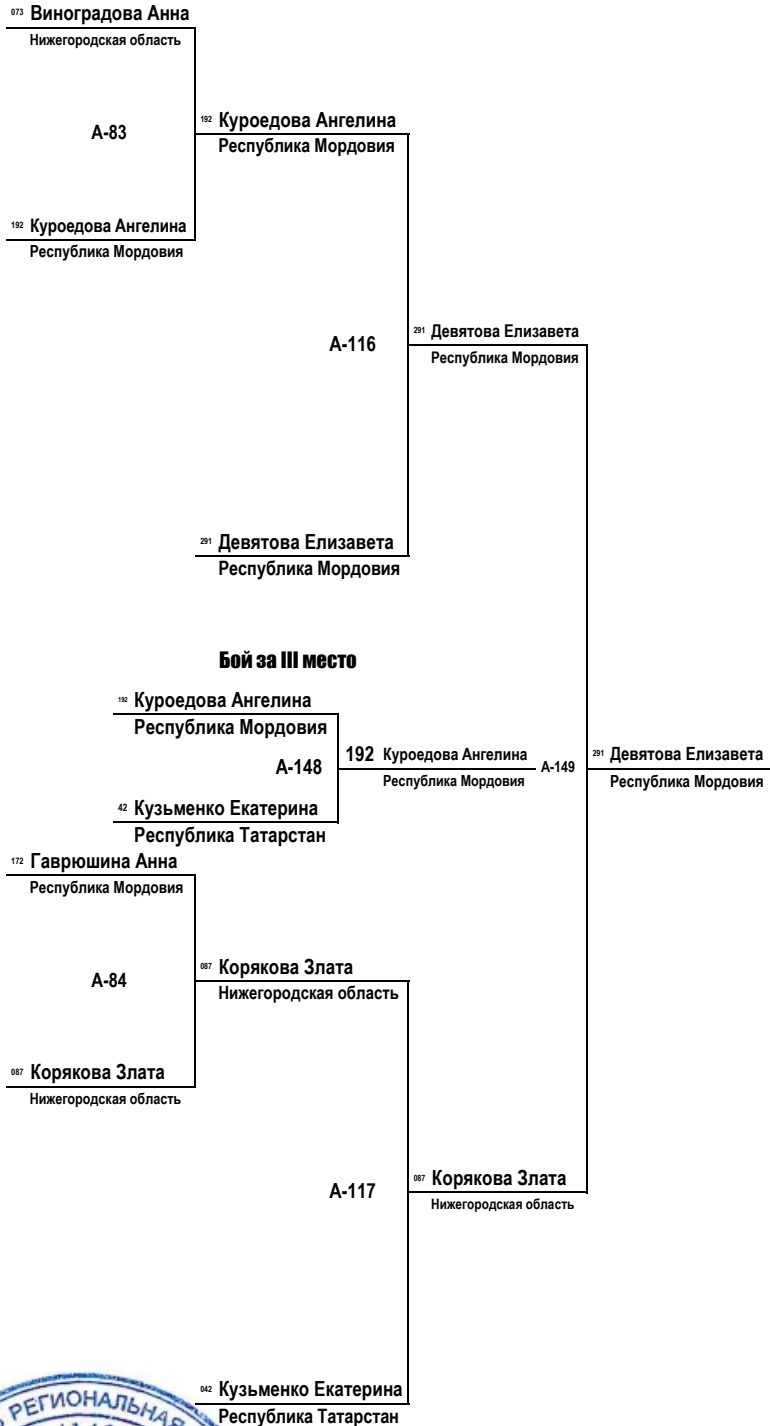 073 Виноградова Анна
Нижегородская область
А-83
192 Куроедова Ангелина
Республика Мордовия
192 Куроедова Ангелина
Республика Мордовия
А-116
291 Девятова Елизавета
Республика Мордовия
291 Девятова Елизавета
Республика Мордовия
Бой за III место
192 Куроедова Ангелина
Республика Мордовия
А-148
192 Куроедова Ангелина
Республика Мордовия
А-149
291 Девятова Елизавета
Республика Мордовия
42 Кузьменко Екатерина
Республика Татарстан
172 Гаврюшина Анна
Республика Мордовия
А-84
087 Корякова Злата
Нижегородская область
087 Корякова Злата
Нижегородская область
А-117
087 Корякова Злата
Нижегородская область
042 Кузьменко Екатерина
Республика Татарстан
РЕГИОНАЛЬНАЯ